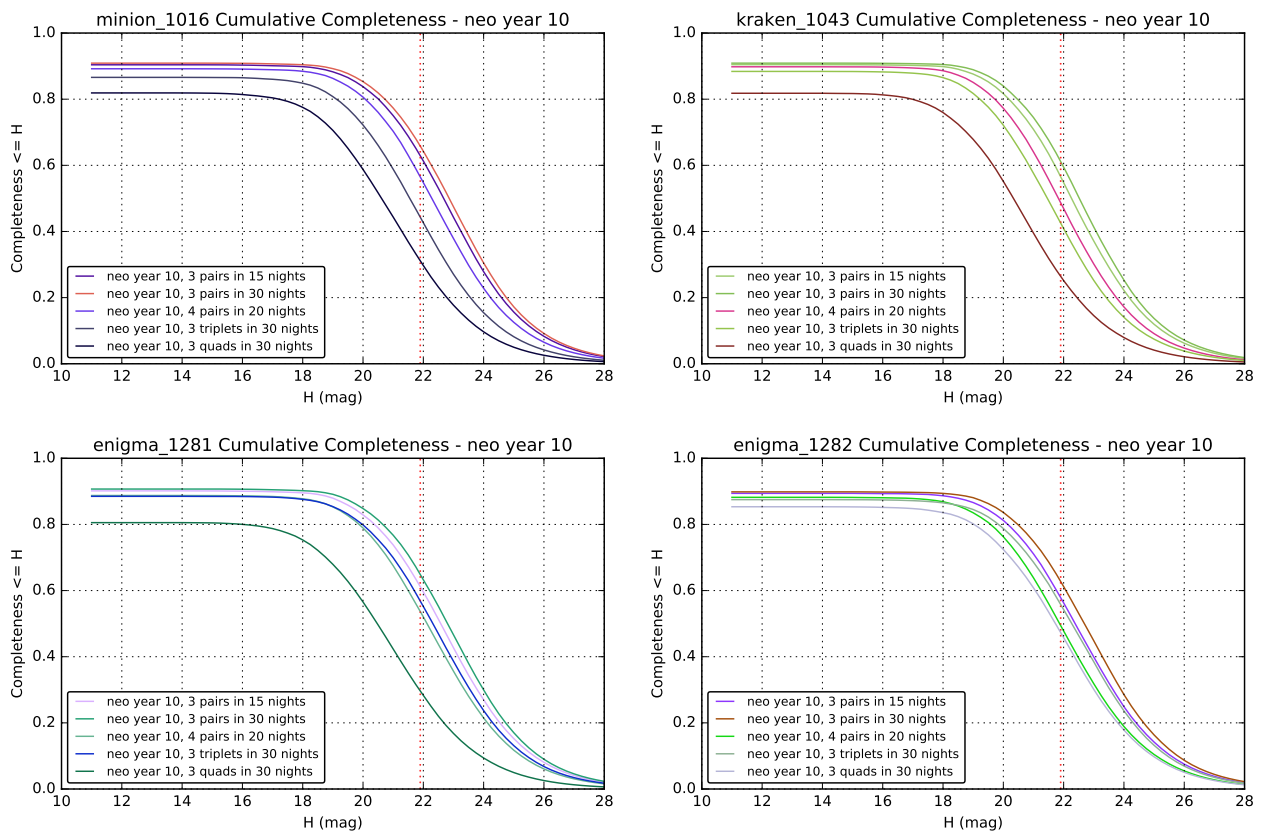 minion_1016 Cumulative Completeness - neo year 10
1.0
0.8
0.6
0.4
0.2
0.0
Completeness <= H
neo year 10, 3 pairs in 15 nights
neo year 10, 3 pairs in 30 nights
neo year 10, 4 pairs in 20 nights
neo year 10, 3 triplets in 30 nights
neo year 10, 3 quads in 30 nights
10 12 14 16 18 20 22 24 26 28
H (mag)
kraken_1043 Cumulative Completeness - neo year 10
1.0
0.8
0.6
0.4
0.2
0.0
Completeness <= H
neo year 10, 3 pairs in 15 nights
neo year 10, 3 pairs in 30 nights
neo year 10, 4 pairs in 20 nights
neo year 10, 3 triplets in 30 nights
neo year 10, 3 quads in 30 nights
10 12 14 16 18 20 22 24 26 28
H (mag)
enigma_1281 Cumulative Completeness - neo year 10
1.0
0.8
0.6
0.4
0.2
0.0
Completeness <= H
neo year 10, 3 pairs in 15 nights
neo year 10, 3 pairs in 30 nights
neo year 10, 4 pairs in 20 nights
neo year 10, 3 triplets in 30 nights
neo year 10, 3 quads in 30 nights
10 12 14 16 18 20 22 24 26 28
H (mag)
enigma_1282 Cumulative Completeness - neo year 10
1.0
0.8
0.6
0.4
0.2
0.0
Completeness <= H
neo year 10, 3 pairs in 15 nights
neo year 10, 3 pairs in 30 nights
neo year 10, 4 pairs in 20 nights
neo year 10, 3 triplets in 30 nights
neo year 10, 3 quads in 30 nights
10 12 14 16 18 20 22 24 26 28
H (mag)